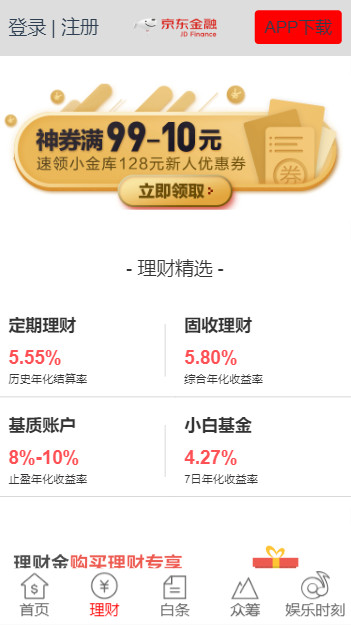 登录 | 注册
京东金融
JD Finance
APP下载
神券满99-10元
速领小金库128元新人优惠券
立即领取
券
- 理财精选 -
定期理财
固收理财
5.55%
5.80%
历史年化结算率
综合年化收益率
基质账户
小白基金
8%-10%
4.27%
止盈年化收益率
7日年化收益率
理财金购买理财专享
首页
理财
白条
众筹
娱乐时刻